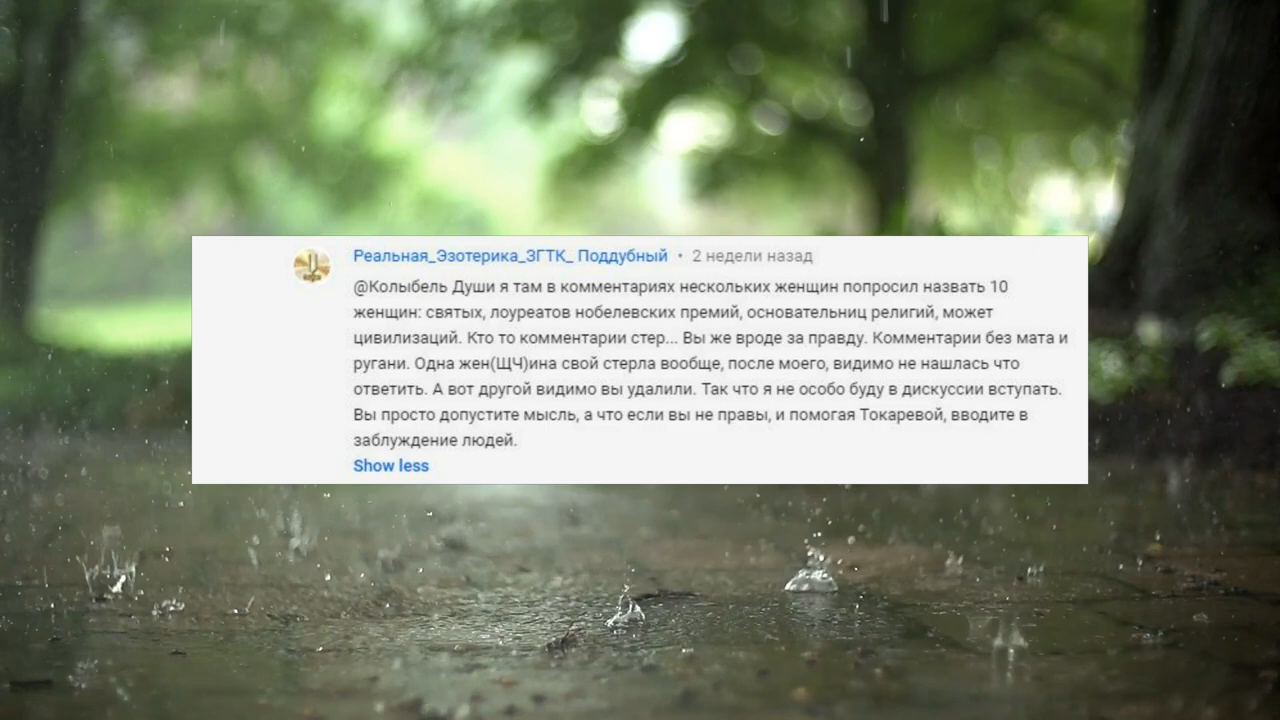 Реальная_Эзотерика_ЗГТК_ Поддубный • 2 недели назад
@Колыбель Души я там в комментариях нескольких женщин попросил назвать 10
женщин: святых, лоуреатов нобелевских премий, основательниц религий, может
цивилизаций. Кто то комментарии стер... Вы же вроде за правду. Комментарии без мата и
ругани. Одна жен(ЩЧ)ина свой стерла вообще, после моего, видимо не нашлась что
ответить. А вот другой видимо вы удалили. Так что я не особо буду в дискуссии вступать.
Вы просто допустите мысль, а что если вы не правы, и помогая Токаревой, вводите в
заблуждение людей.
Show less